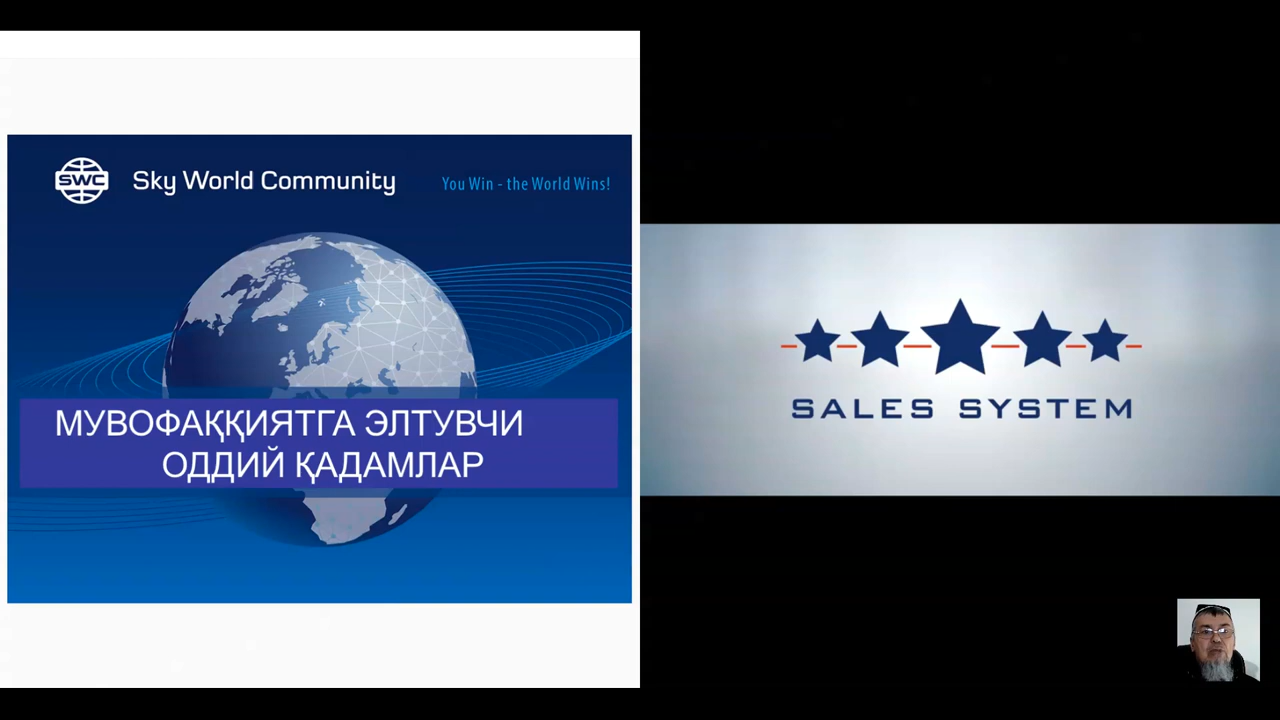 SWC
Sky World Community
You Win - the World Wins!
МУВОФАҚҚИЯТГА ЭЛТУВЧИ
ОДДИЙ ҚАДАМЛАР
SALES SYSTEM